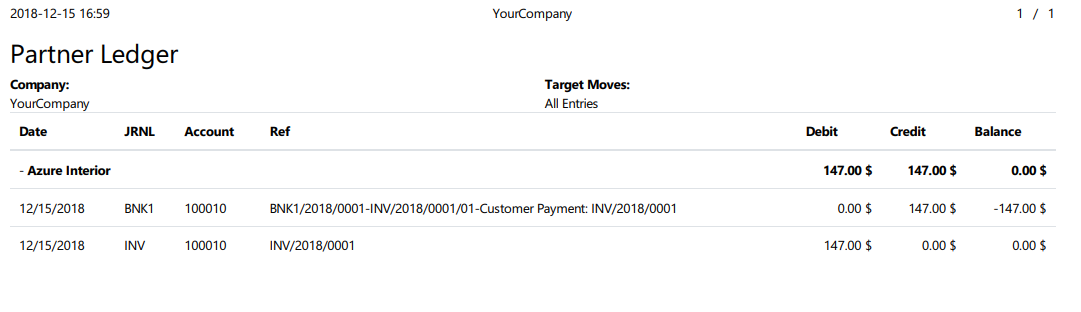 2018-12-15 16:59 YourCompany 1 / 1
Partner Ledger
Company: Target Moves:
YourCompany All Entries
Date JRNL Account Ref Debit Credit Balance
- Azure Interior 147.00 $ 147.00 $ 0.00 $
12/15/2018 BNK1 100010 BNK1/2018/0001-INV/2018/0001/01-Customer Payment: INV/2018/0001 0.00 $ 147.00 $ -147.00 $
12/15/2018 INV 100010 INV/2018/0001 147.00 $ 0.00 $ 0.00 $